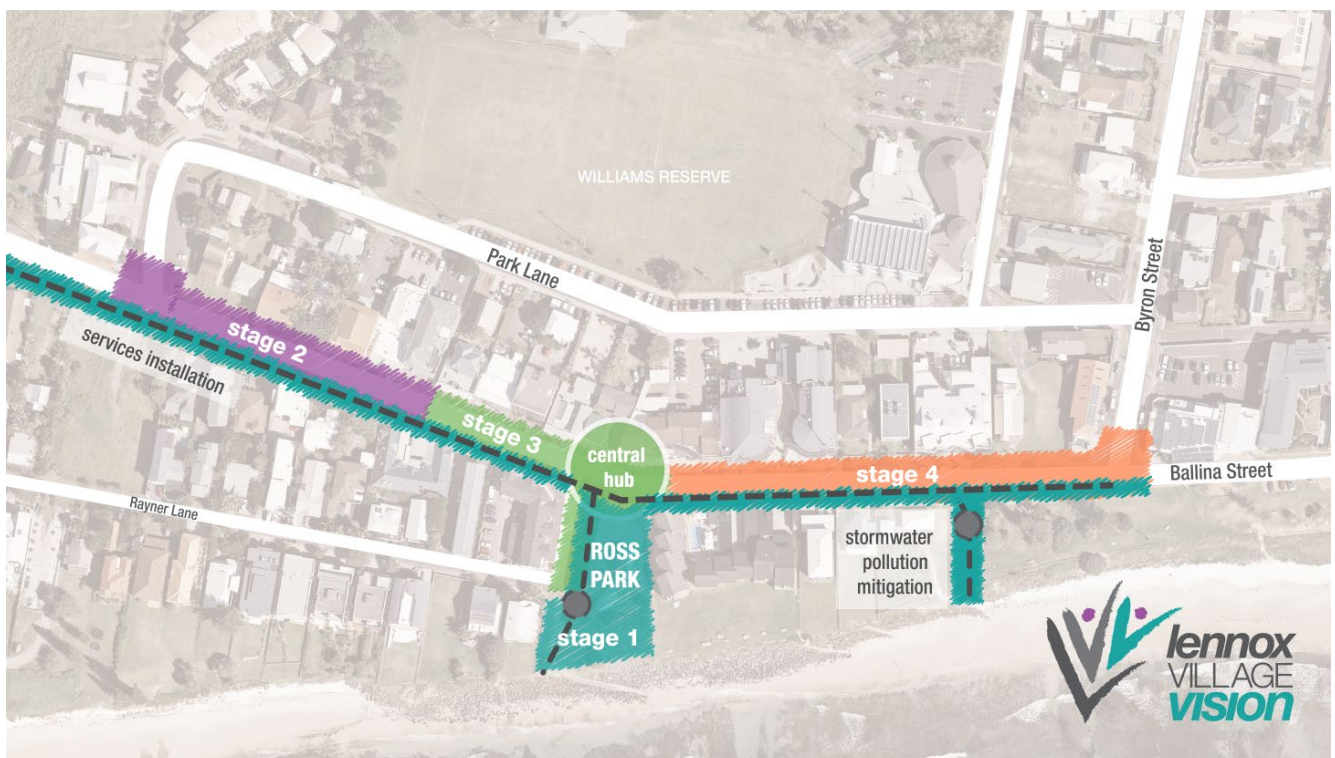 WILLIAMS RESERVE
Park Lane
Byron Street
stage 2
services installation
stage 3
central
hub
stage 4
Ballina Street
Rayner Lane
ROSS
PARK
stage 1
stormwater
pollution
mitigation
lennox
VILLAGE
VISION